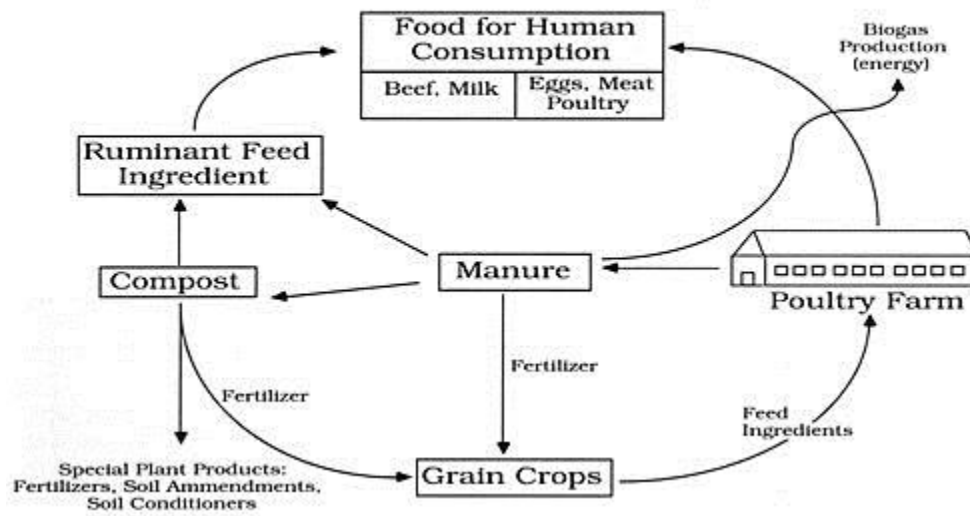 Food for Human
Consumption
Beef, Milk
Eggs, Meat
Poultry
Biogas
Production
(energy)
Ruminant Feed
Ingredient
Compost
Manure
Poultry Farm
Fertilizer
Fertilizer
Feed
Ingredients
Special Plant Products:
Fertilizers, Soil Ammendments,
Soil Conditioners
Grain Crops